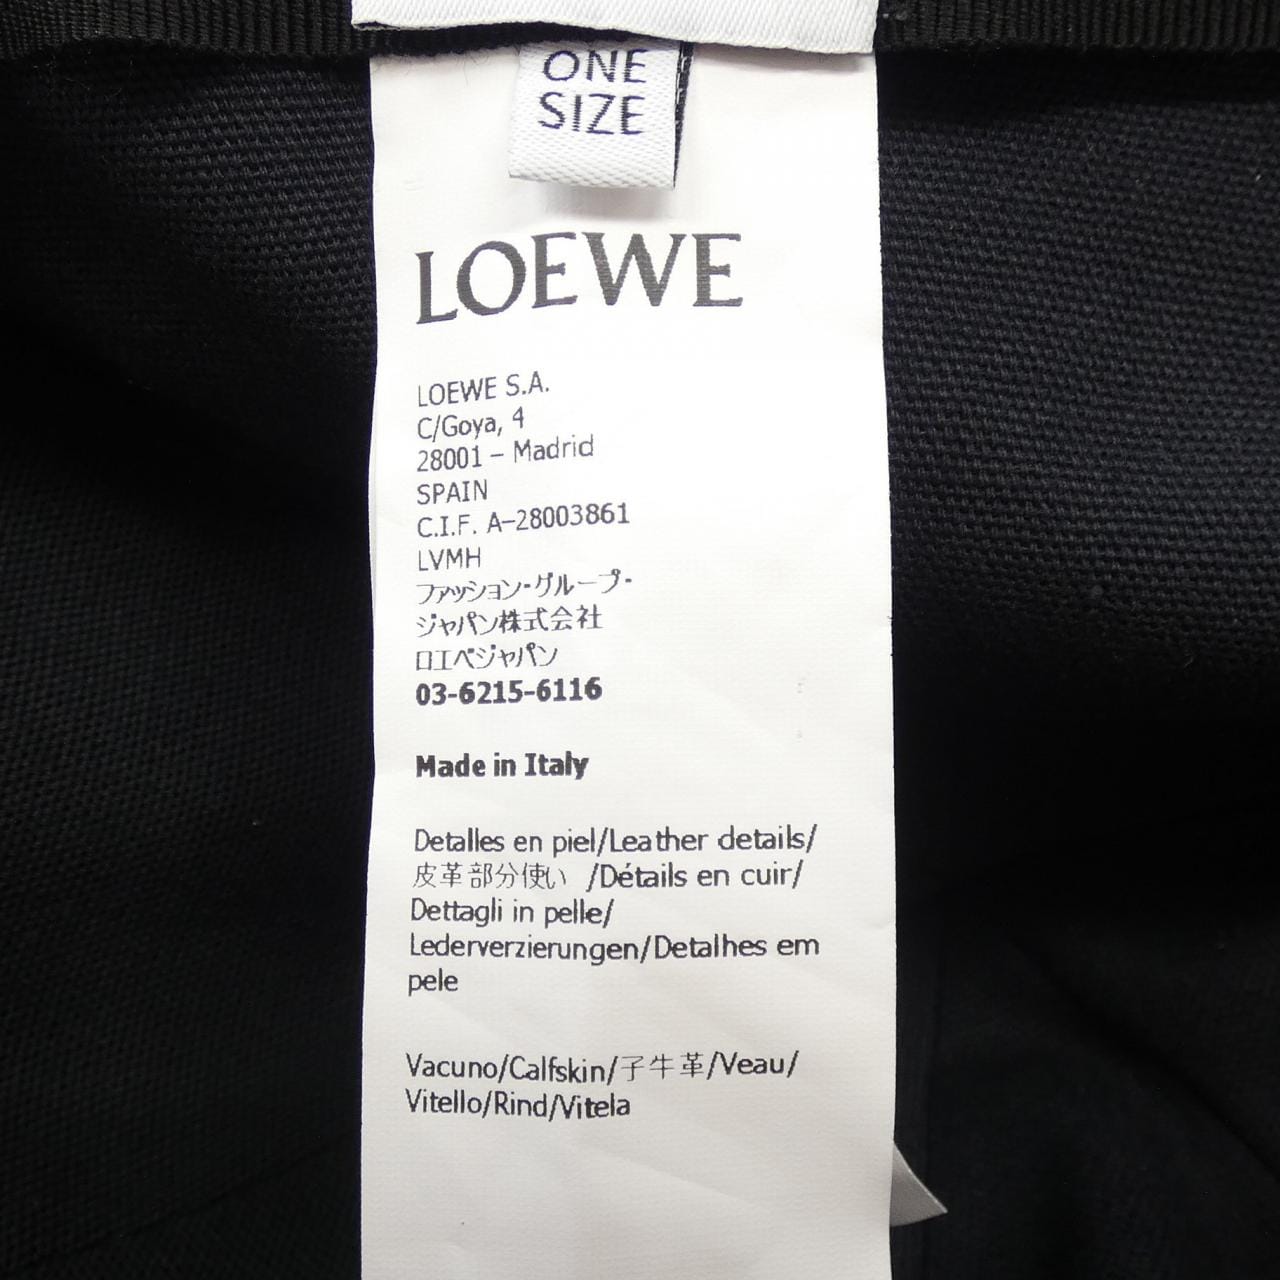 ONE
SIZE
LOEWE
LOEWE S.A.
C/Goya, 4
28001 – Madrid
SPAIN
C.I.F. A-28003861
LVMH
ファッション・グループ・
ジャパン株式会社
ロエベジャパン
03-6215-6116
Made in Italy
Detalles en piel/Leather details/
皮革部分使い /Détails en cuir/
Dettagli in pelle/
Lederverzierungen/Detalhes em
pele
Vacuno/Calfskin/子牛革/Veau/
Vitello/Rind/Vitela